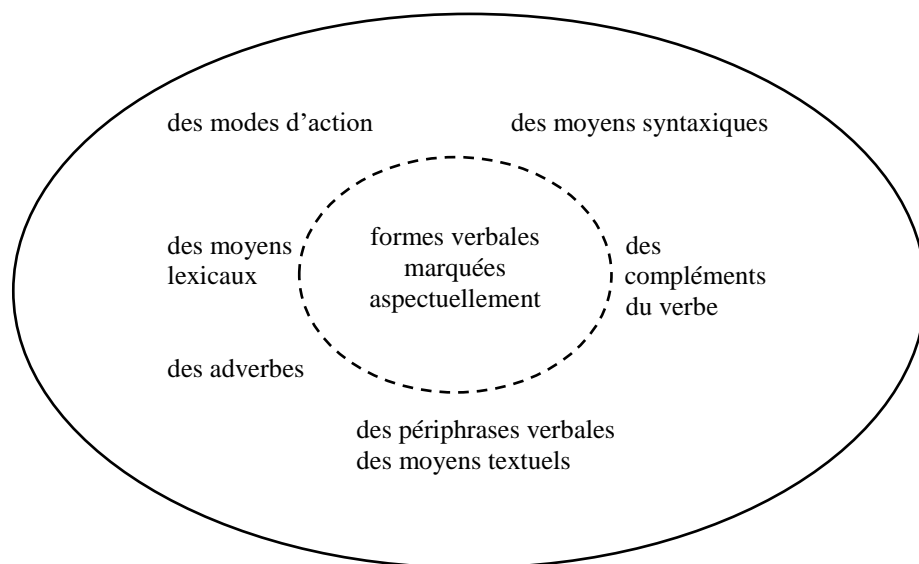 des modes d'action
des moyens syntaxiques
des moyens
lexicaux
formes verbales
marquées
aspectuellement
des
compléments
du verbe
des adverbes
des périphrases verbales
des moyens textuels